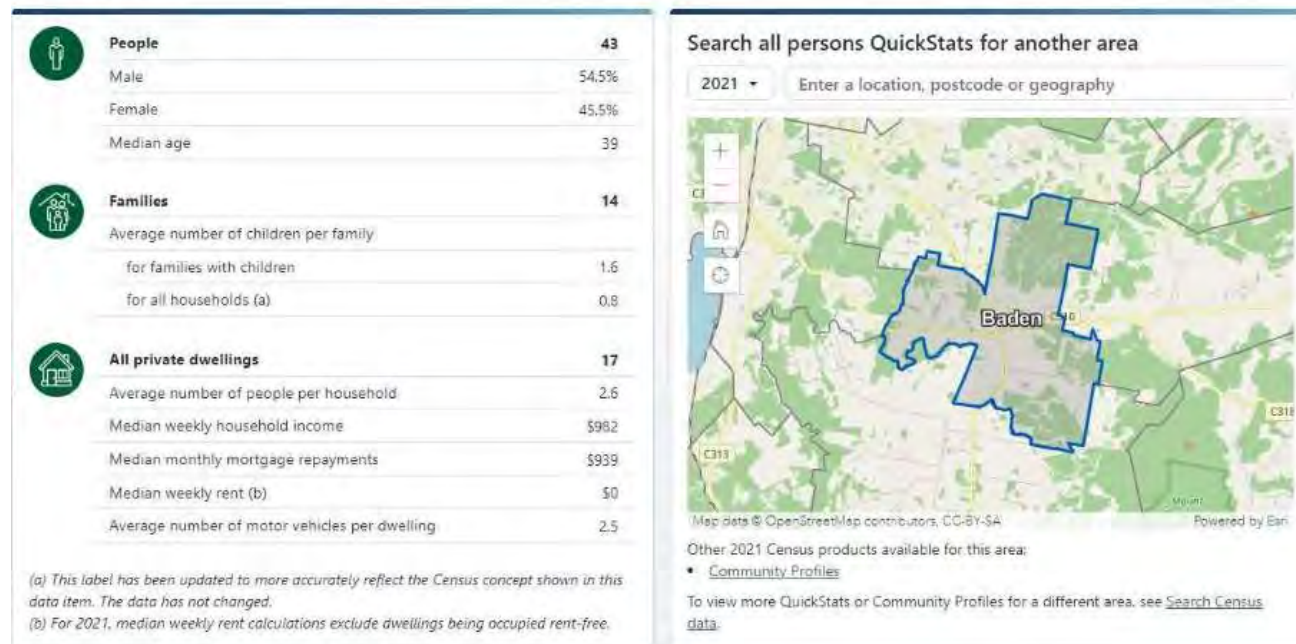 People 43
Male 54.5%
Female 45.5%
Median age 39
Families 14
Average number of children per family
for families with children 1.6
for all households (a) 0.8
All private dwellings 17
Average number of people per household 2.6
Median weekly household income $982
Median monthly mortgage repayments $939
Median weekly rent (b) $0
Average number of motor vehicles per dwelling 2.5
(a) This label has been updated to more accurately reflect the Census concept shown in this
data item. The data has not changed.
(b) For 2021, median weekly rent calculations exclude dwellings being occupied rent-free.
Search all persons QuickStats for another area
2021 Enter a location, postcode or geography
Baden
C313
Mount
Map data © OpenStreetMap contributors, CC-BY-SA Powered by Esri
Other 2021 Census products available for this area:
• Community Profiles
To view more QuickStats or Community Profiles for a different area, see Search Census
data.